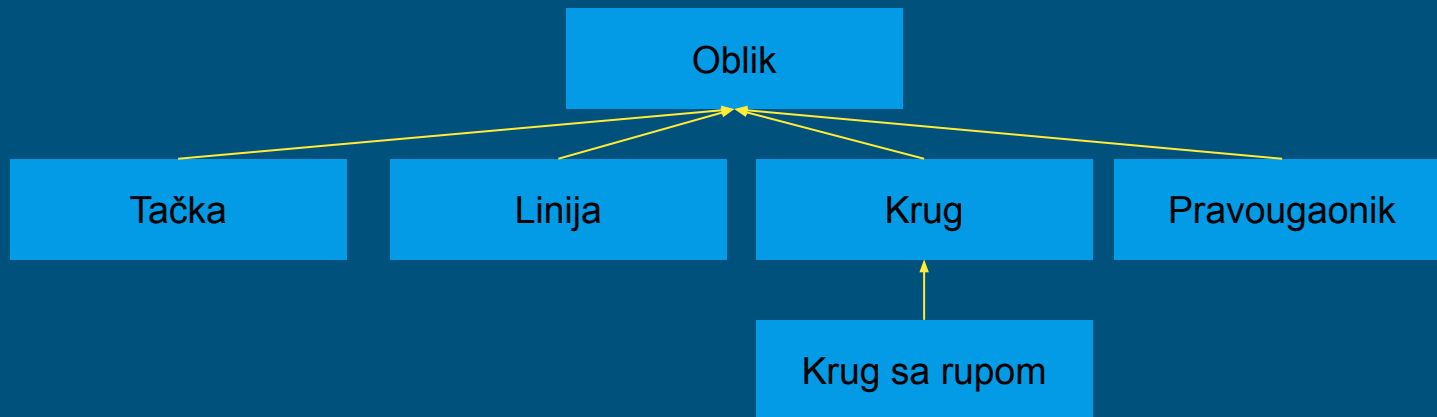 Oblik
Tačka
Linija
Krug
Pravougaonik
Krug sa rupom